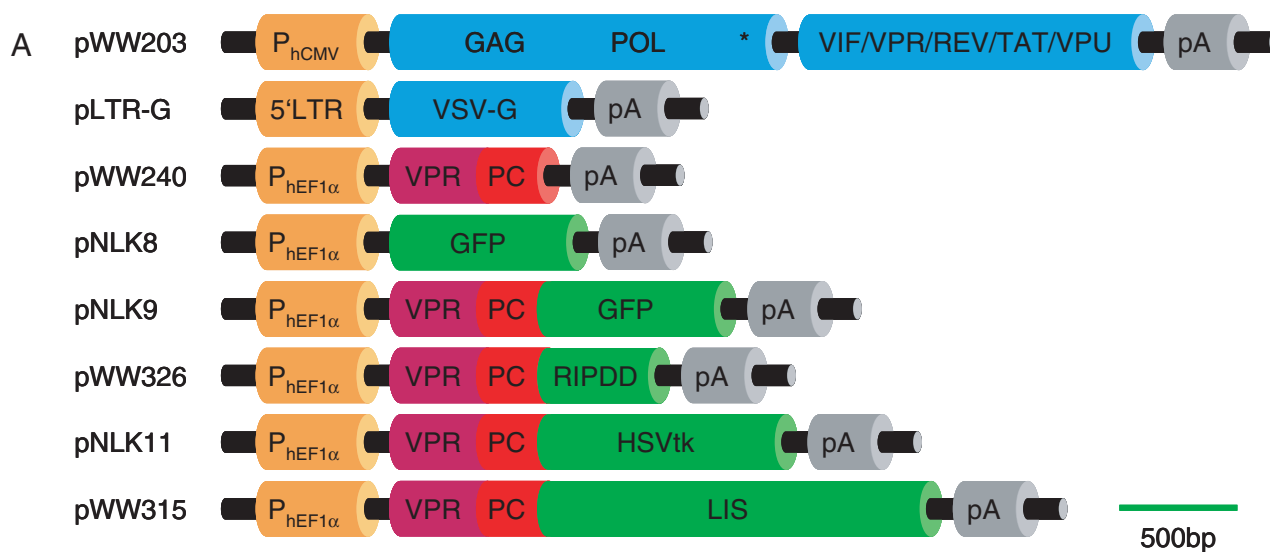 A pWW203 PhCMV GAG POL * VIF/VPR/REV/TAT/VPU pA
pLTR-G 5‘LTR VSV-G pA
pWW240 PhEF1α VPR PC pA
pNLK8 PhEF1α GFP pA
pNLK9 PhEF1α VPR PC GFP pA
pWW326 PhEF1α VPR PC RIPDD pA
pNLK11 PhEF1α VPR PC HSVtk pA
pWW315 PhEF1α VPR PC LIS pA
500bp